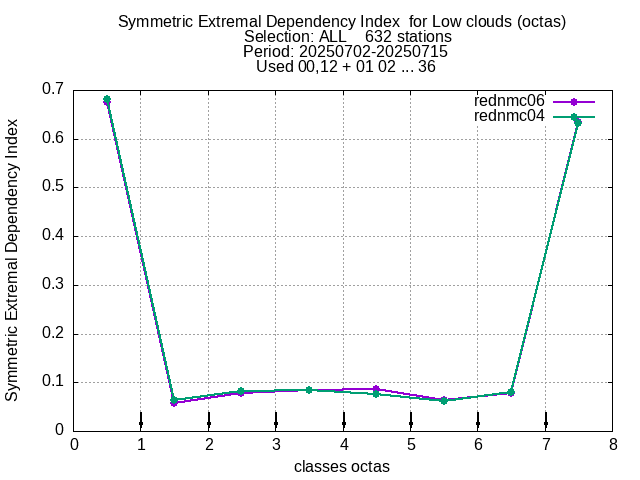 Symmetric Extremal Dependency Index  for Low clouds (octas)
Selection: ALL    632 stations
Period: 20250702-20250715
Used 00,12 + 01 02 ... 36
rednmc06
rednmc04
Symmetric Extremal Dependency Index
0.7
0.6
0.5
0.4
0.3
0.2
0.1
0
0 1 2 3 4 5 6 7 8
classes octas